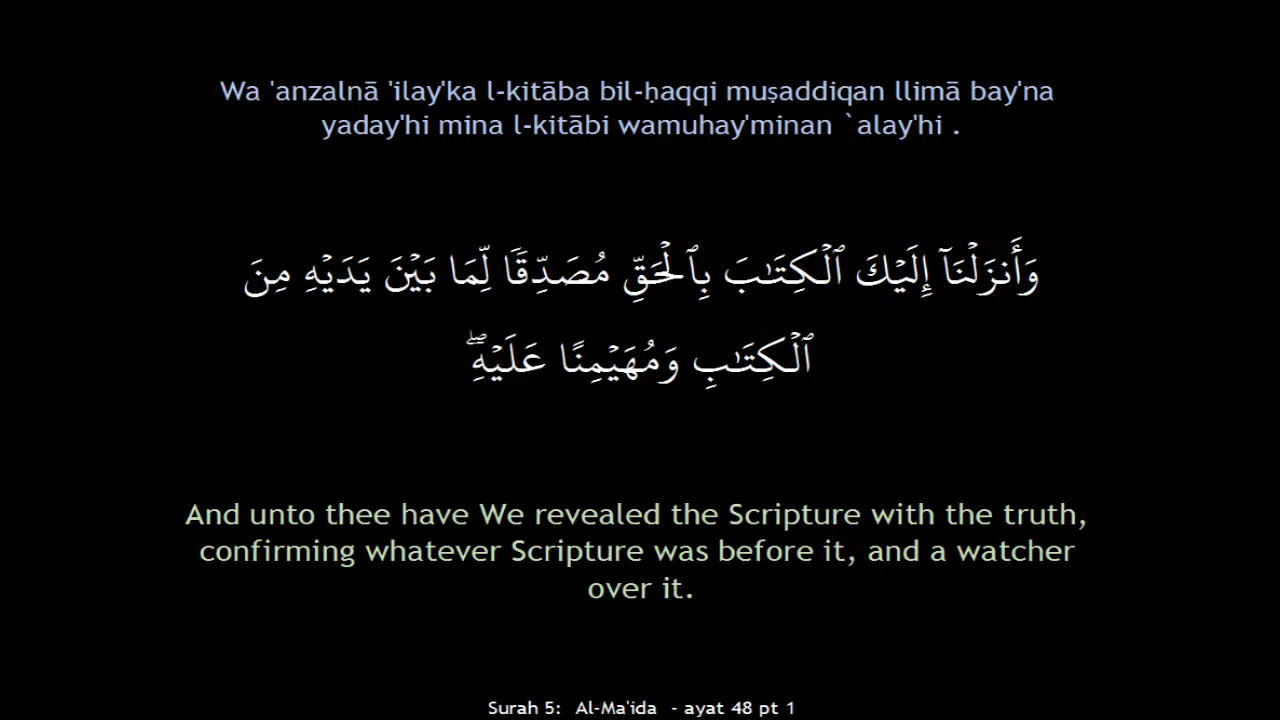 Wa 'anzalnā 'ilay'ka l-kitāba bil-ḥaqqi muṣaddiqan llimā bay'na
yaday'hi mina l-kitābi wamuhay'minan `alay'hi .
وَأَنزَلْنَآ إِلَيْكَ ٱلْكِتَـٰبَ بِٱلْحَقِّ مُصَدِّقًا لِّمَا بَيْنَ يَدَيْهِ مِنَ
ٱلْكِتَـٰبِ وَمُهَيْمِنًا عَلَيْهِ ۖ
And unto thee have We revealed the Scripture with the truth,
confirming whatever Scripture was before it, and a watcher
over it.
Surah 5: Al-Ma'ida - ayat 48 pt 1